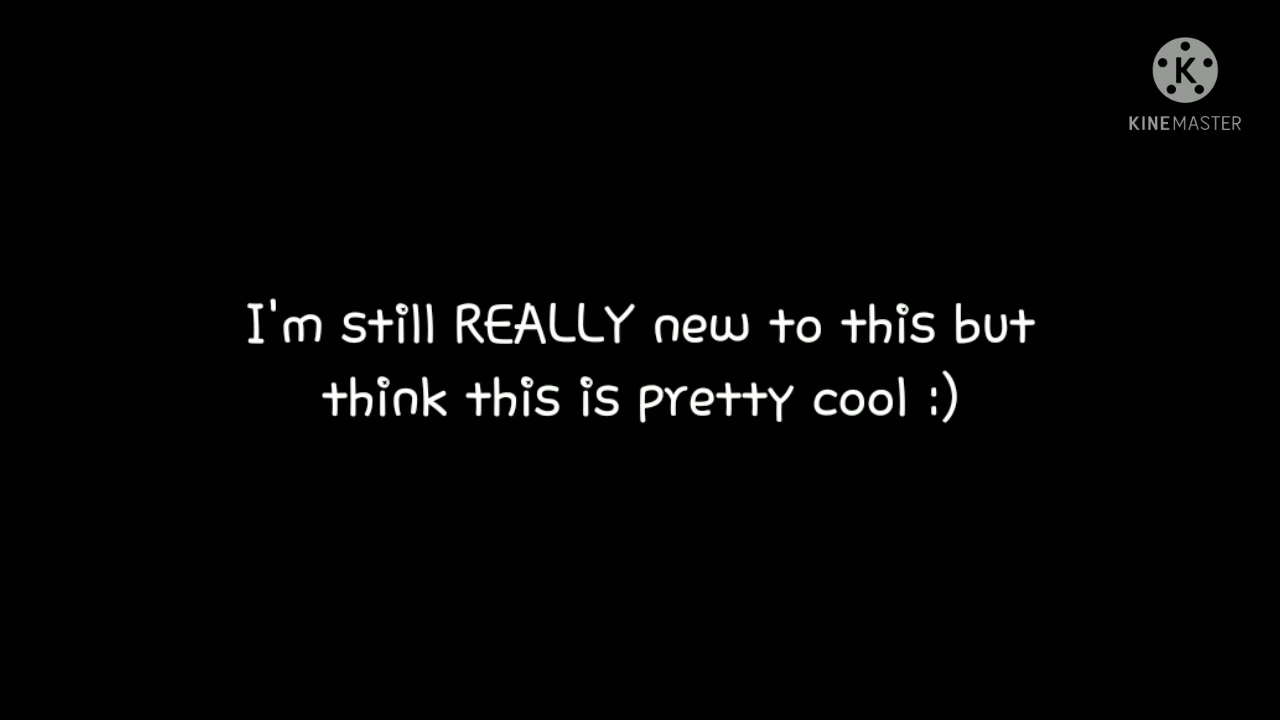 K
KINEMASTER
I'm still REALLY new to this but
think this is pretty cool :)